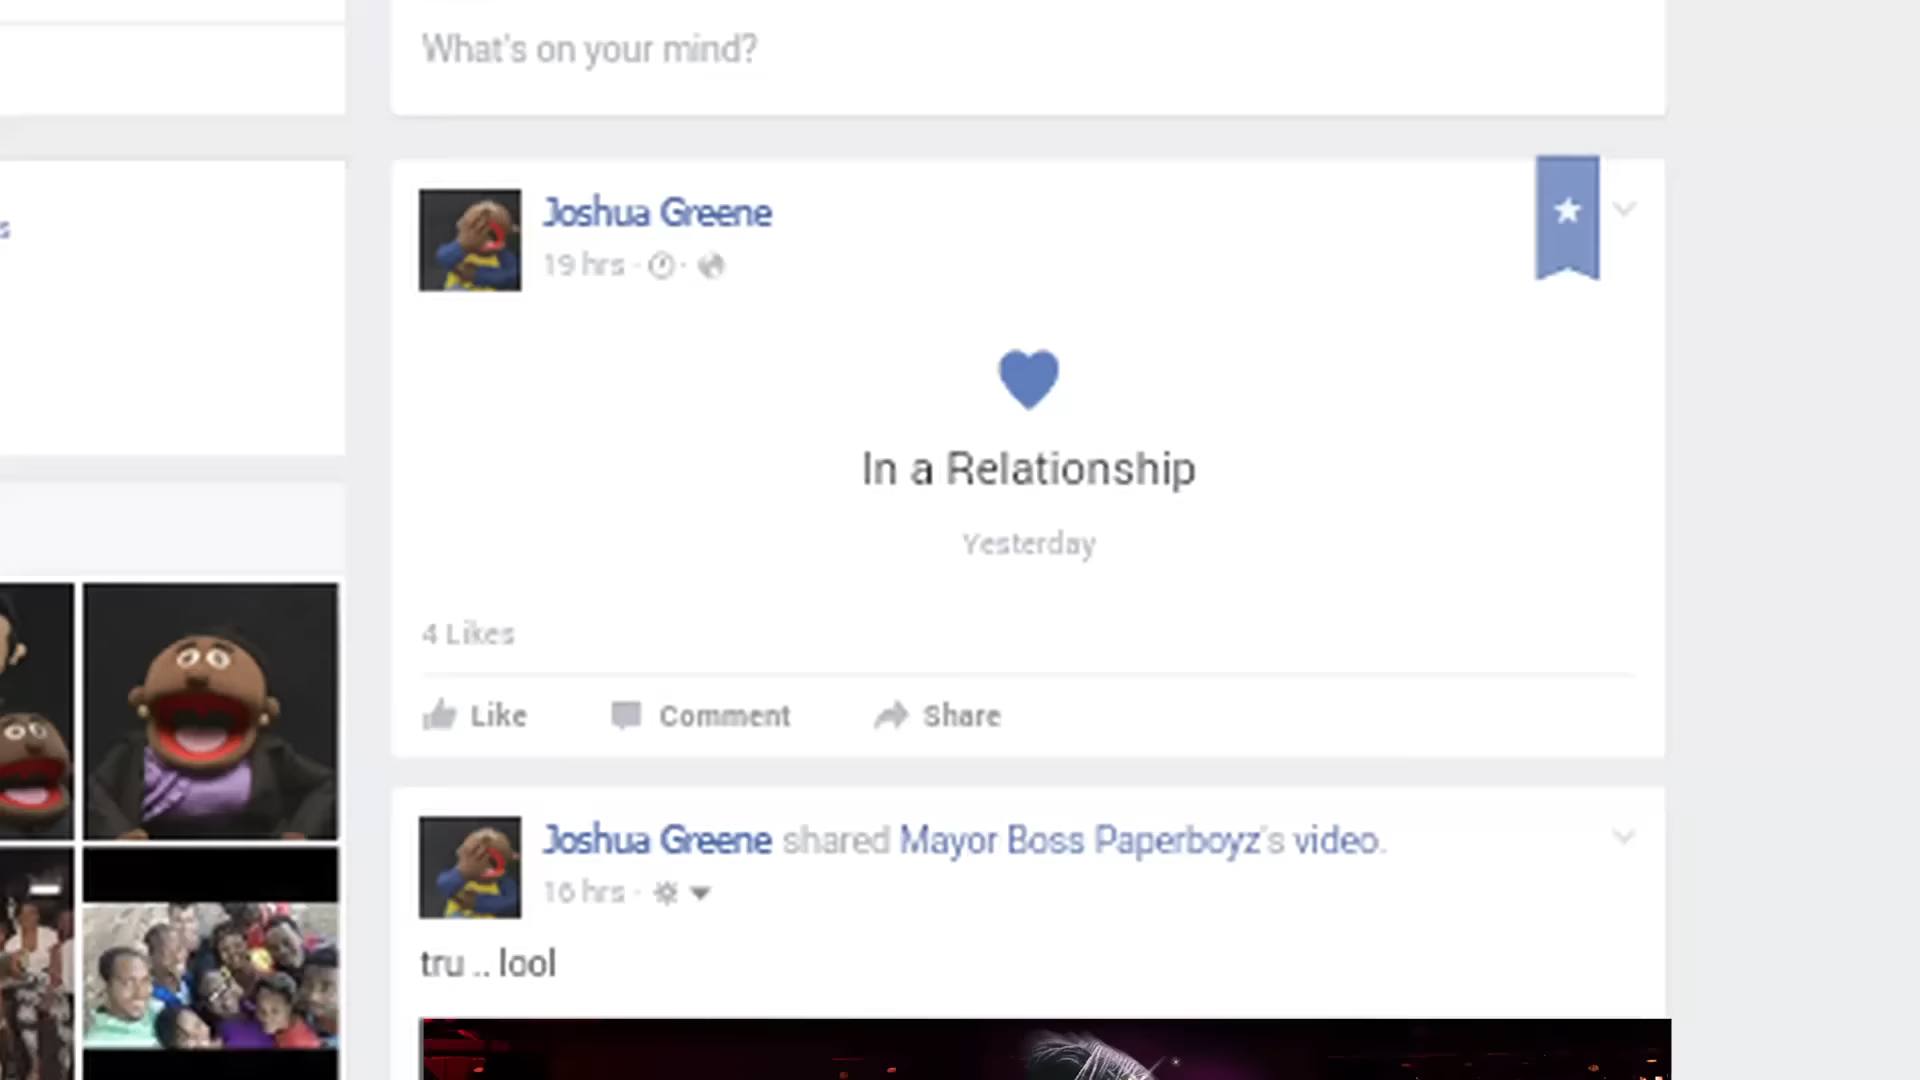 What's on your mind?
s
Joshua Greene
19 hrs ·
In a Relationship
Yesterday
4 Likes
Like Comment Share
Joshua Greene shared Mayor Boss Paperboyz's video.
16 hrs ·
tru .. lool